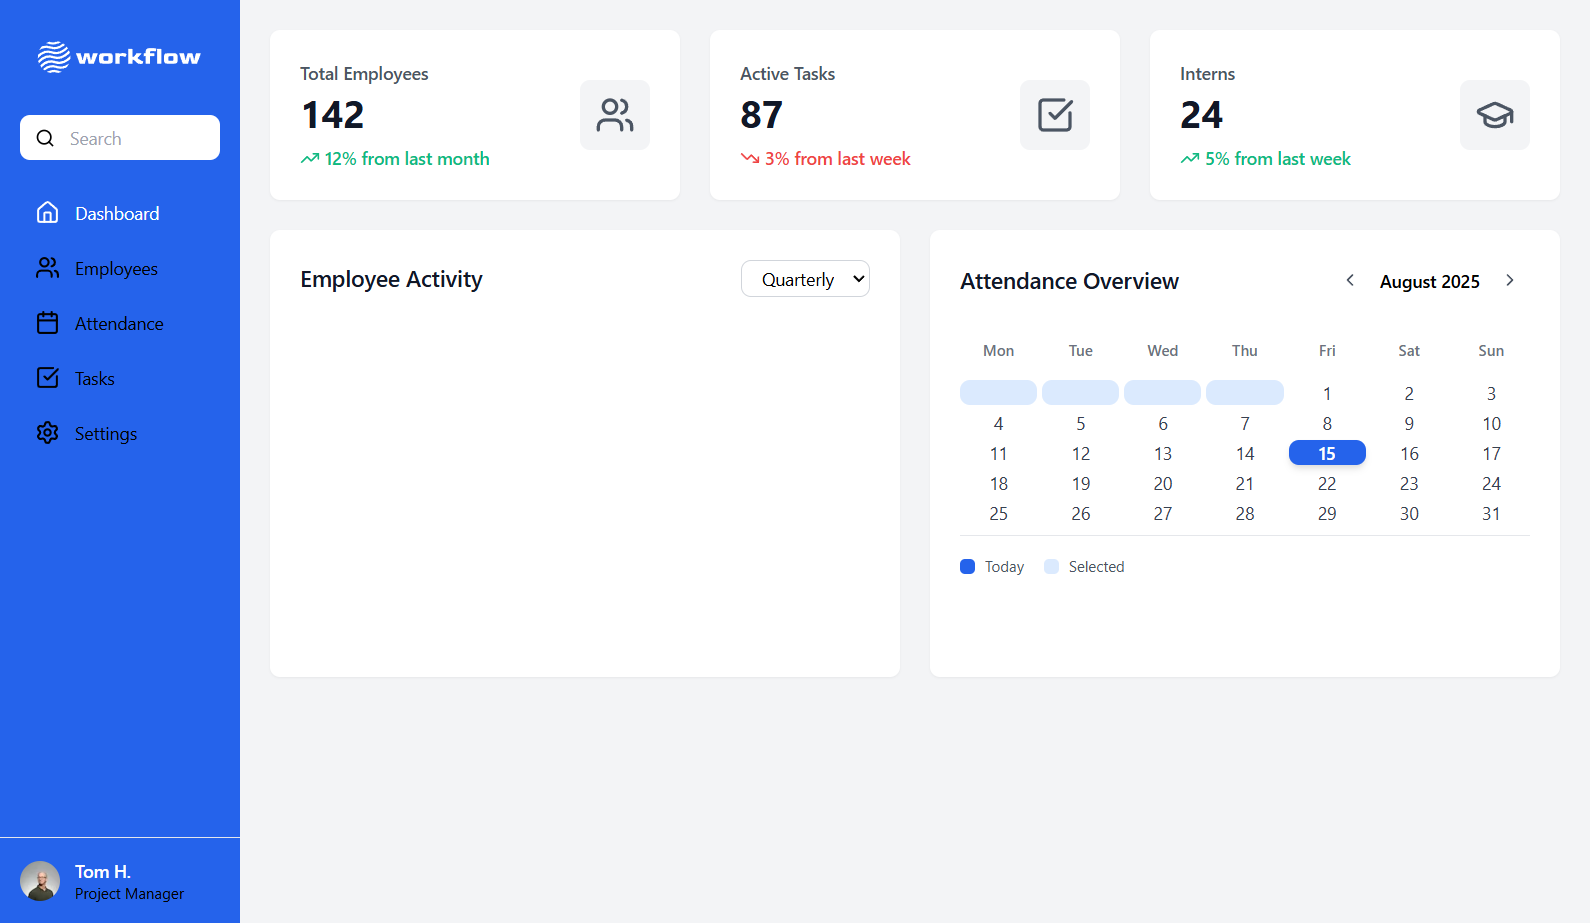 workflow
Search
Dashboard
Employees
Attendance
Tasks
Settings
Tom H.
Project Manager
Total Employees
142
12% from last month
Active Tasks
87
3% from last week
Interns
24
5% from last week
Employee Activity
Quarterly
Attendance Overview
August 2025
Mon Tue Wed Thu Fri Sat Sun
1 2 3
4 5 6 7 8 9 10
11 12 13 14 15 16 17
18 19 20 21 22 23 24
25 26 27 28 29 30 31
Today Selected